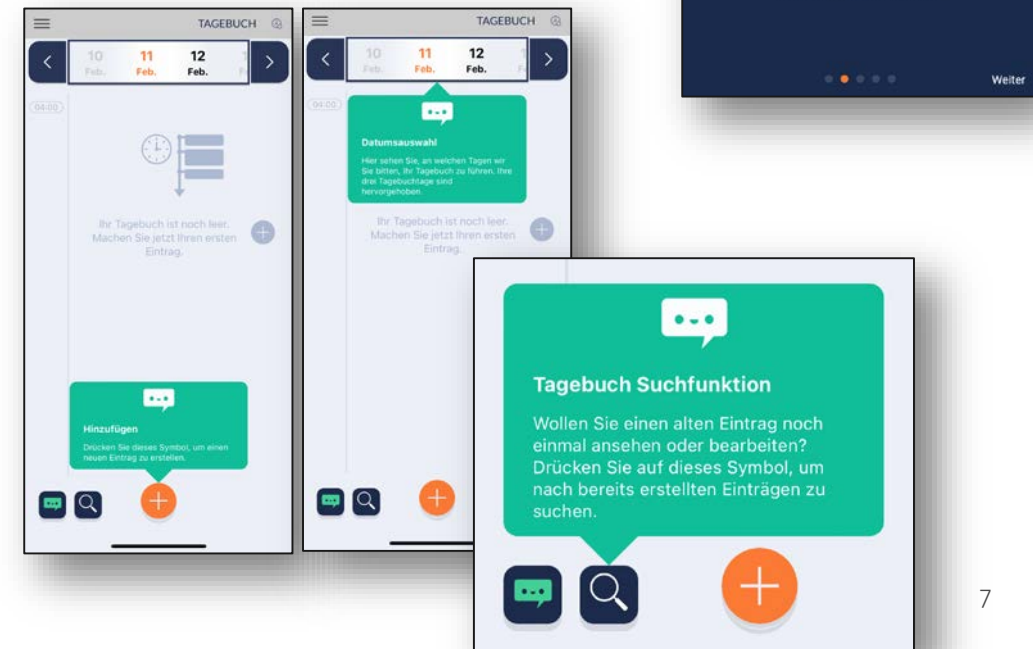 TAGEBUCH
10
Feb.
11
Feb.
12
Feb.
04:00
Ihr Tagebuch ist noch leer.
Machen Sie jetzt Ihren ersten
Eintrag.
Hinzufügen
Drücken Sie dieses Symbol, um einen
neuen Eintrag zu erstellen.
TAGEBUCH
10
Feb.
11
Feb.
12
Feb.
04:00
Datumsauswahl
Hier sehen Sie, an welchen Tagen wir
Sie bitten, Ihr Tagebuch zu führen. Ihre
drei Tagebuchtage sind
hervorgehoben.
Ihr Tagebuch ist noch leer.
Machen Sie jetzt Ihren ersten
Eintrag.
Weiter
Tagebuch Suchfunktion
Wollen Sie einen alten Eintrag noch
einmal ansehen oder bearbeiten?
Drücken Sie auf dieses Symbol, um
nach bereits erstellten Einträgen zu
suchen.
7